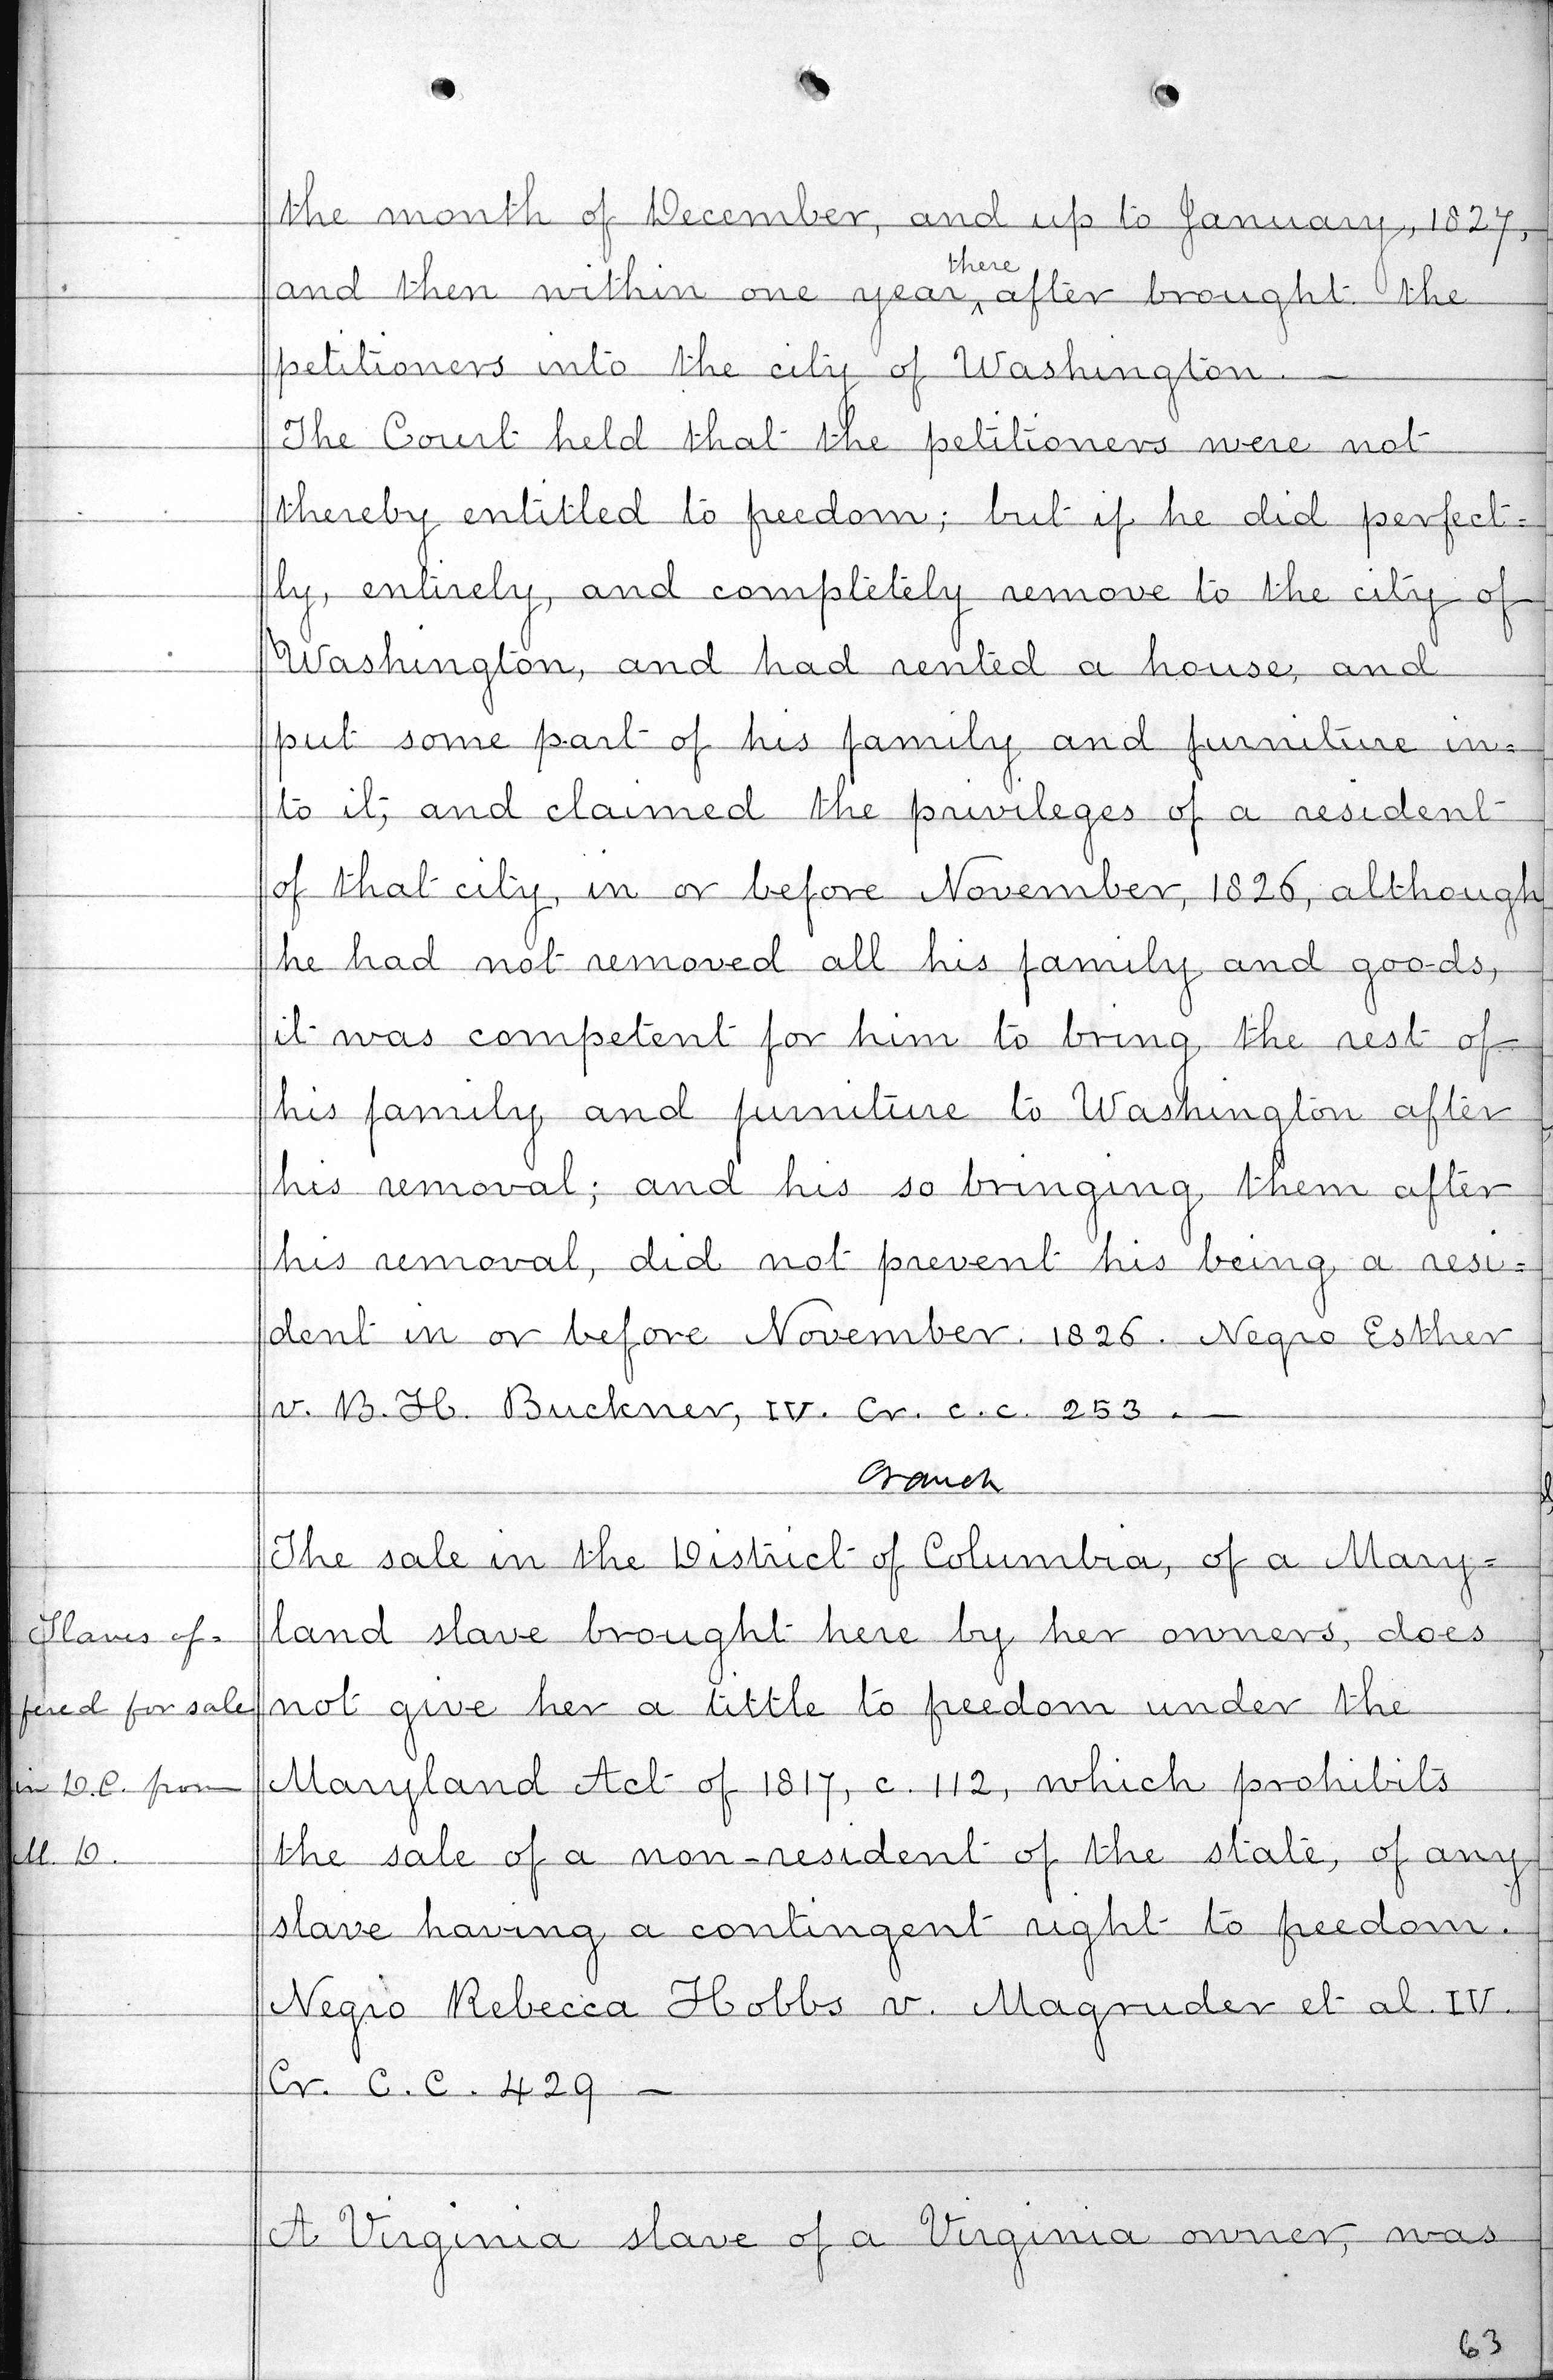 the month of December, and up to January, 1827,
there
and then within one year ‸ after brought the
petitioners into the city of Washington. —
The Court held that the petitioners were not
thereby entitled to freedom; but if he did perfect=
ly, entirely, and completely remove to the city of
Washington, and had rented a house, and
put some part of his family and furniture in=
to it, and claimed the privileges of a resident
of that city, in or before November, 1826, although
he had not removed all his family and goods,
it was competent for him to bring the rest of
his family and furniture to Washington after
his removal; and his so bringing them after
his removal, did not prevent his being a resi=
dent in or before November. 1826. Negro Esther
v. B. H. Buckner, IV. Cr. c.c. 253. —
Cranch
The sale in the District of Columbia, of a Mary=
land slave brought here by her owners, does
not give her a tittle to freedom under the
Maryland Act of 1817, c. 112, which prohibits
the sale of a non-resident of the state, of any
slave having a contingent right to freedom.
Negro Rebecca Hobbs v. Magruder et al. IV.
Cr. C.C. 429 —
Slaves of=
fered for sale
in D.C. from
M. D.
A Virginia slave of a Virginia owner, was
63